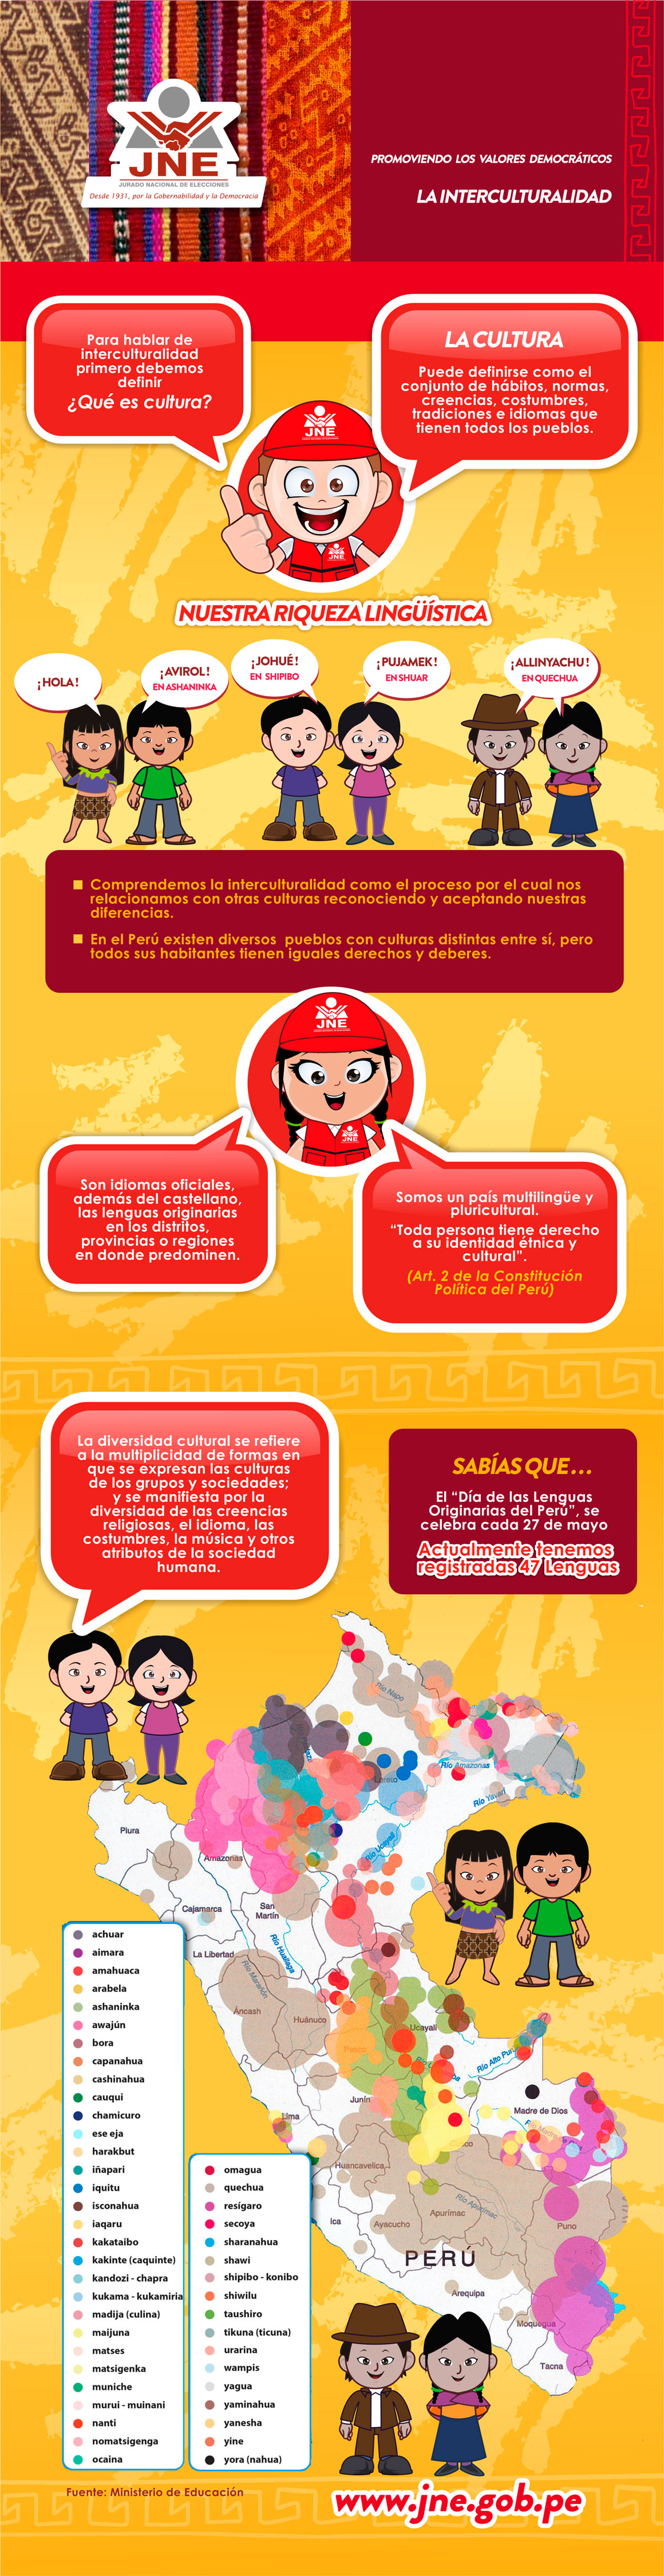 JNE
JURADO NACIONAL DE ELECCIONES
Desde 1931, por la Gobernabilidad y la Democracia
PROMOVIENDO LOS VALORES DEMOCRÁTICOS
LA INTERCULTURALIDAD
Para hablar de
interculturalidad
primero debemos
definir
¿Qué es cultura?
LA CULTURA
Puede definirse como el
conjunto de hábitos, normas,
creencias, costumbres,
tradiciones e idiomas que
tienen todos los pueblos.
JNE
JNE
NUESTRA RIQUEZA LINGÜÍSTICA
¡HOLA!
¡AVIROL!
EN ASHANINKA
¡JOHUÉ!
EN SHIPIBO
¡PUJAMEK!
EN SHUAR
¡ALLINYACHU!
EN QUECHUA
Comprendemos la interculturalidad como el proceso por el cual nos
relacionamos con otras culturas reconociendo y aceptando nuestras
diferencias.
En el Perú existen diversos pueblos con culturas distintas entre sí, pero
todos sus habitantes tienen iguales derechos y deberes.
JNE
JNE
Son idiomas oficiales,
además del castellano,
las lenguas originarias
en los distritos,
provincias o regiones
en donde predominen.
Somos un país multilingüe y
pluricultural.
“Toda persona tiene derecho
a su identidad étnica y
cultural”.
(Art. 2 de la Constitución
Política del Perú)
La diversidad cultural se refiere
a la multiplicidad de formas en
que se expresan las culturas
de los grupos y sociedades;
y se manifiesta por la
diversidad de las creencias
religiosas, el idioma, las
costumbres, la música y otros
atributos de la sociedad
humana.
SABÍAS QUE...
El “Día de las Lenguas
Originarias del Perú”, se
celebra cada 27 de mayo
Actualmente tenemos
registradas 47 Lenguas
Río Napo
Río Amazonas
Loreto
Río Yavarí
Piura
Río Ucayali
Amazonas
Cajamarca
San
Martín
La Libertad
Río Huallaga
Río Marañón
Áncash
Huánuco
Ucayali
Pasco
Río Alto Purús
Junín
Lima
Madre de Dios
Cusco
Huancavelica
Ica
Ayacucho
Apurímac
Río Apurímac
Puno
PERÚ
Arequipa
Moquegua
Tacna
achuar
aimara
amahuaca
arabela
ashaninka
awajún
bora
capanahua
cashinahua
cauqui
chamicuro
ese eja
harakbut
iñapari
iquitu
isconahua
iaqaru
kakataibo
kakinte (caquinte)
kandozi - chapra
kukama - kukamiria
madija (culina)
maijuna
matses
matsigenka
muniche
murui - muinani
nanti
nomatsigenga
ocaina
omagua
quechua
resígaro
secoya
sharanahua
shawi
shipibo - konibo
shiwilu
taushiro
tikuna (ticuna)
urarina
wampis
yagua
yaminahua
yanesha
yine
yora (nahua)
Fuente: Ministerio de Educación
www.jne.gob.pe